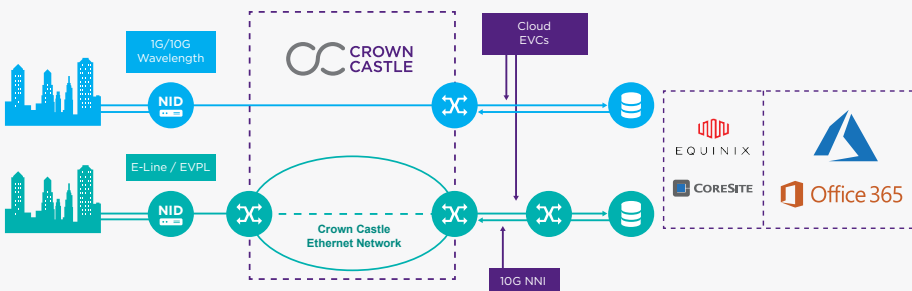 1G/10G
Wavelength
CROWN
CASTLE
Cloud
EVCs
NID
EQUINIX
CORESITE
Office 365
E-Line / EVPL
NID
Crown Castle
Ethernet Network
10G NNI